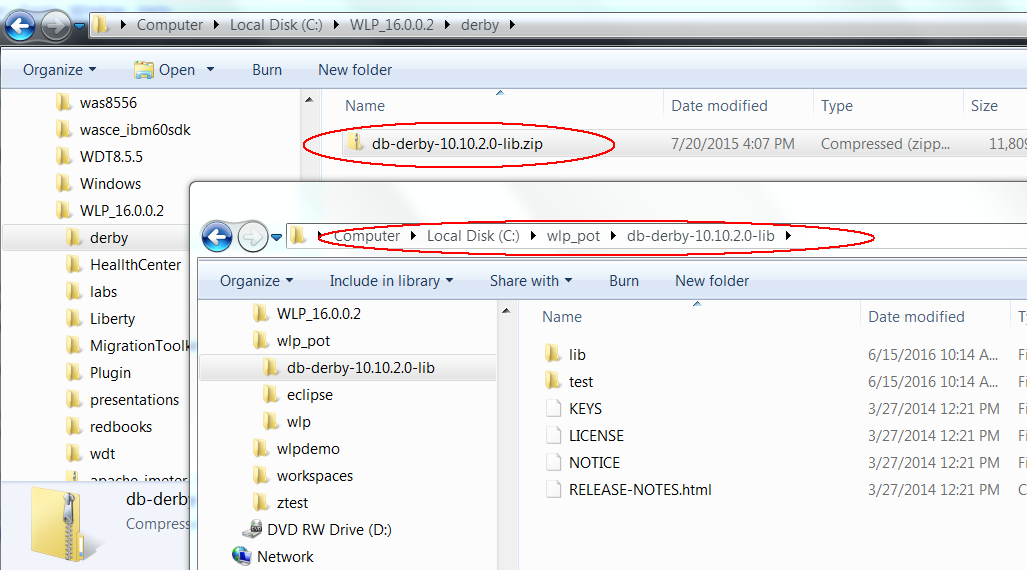 Computer Local Disk (C:) WLP_16.0.0.2 derby
Organize Open Burn New folder
was8556
wasce_ibm60sdk
WDT8.5.5
Windows
WLP_16.0.0.2
derby
HeallthCenter
labs
Liberty
MigrationToolk
Plugin
presentations
redbooks
wdt
apache_jmeter
Name Date modified Type Size
db-derby-10.10.2.0-lib.zip 7/20/2015 4:07 PM Compressed (zipp... 11,809
db-derby
Compress
Computer Local Disk (C:) wlp_pot db-derby-10.10.2.0-lib
Organize Include in library Share with Burn New folder
WLP_16.0.0.2
wlp_pot
db-derby-10.10.2.0-lib
eclipse
wlp
wlpdemo
workspaces
ztest
DVD RW Drive (D:)
Network
Name Date modified Ty
lib 6/15/2016 10:14 A... Fi
test 6/15/2016 10:14 A... Fi
KEYS 3/27/2014 12:21 PM Fi
LICENSE 3/27/2014 12:21 PM Fi
NOTICE 3/27/2014 12:21 PM Fi
RELEASE-NOTES.html 3/27/2014 12:21 PM C